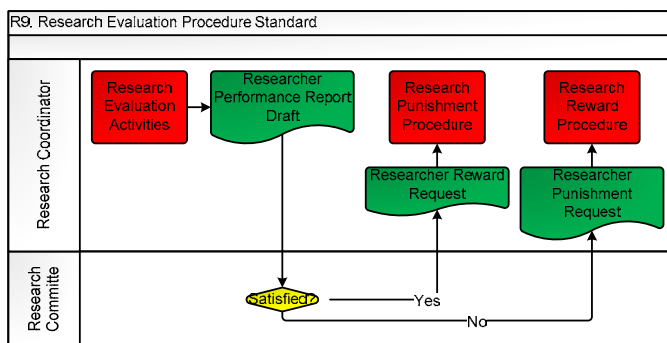 R9. Research Evaluation Procedure Standard
Research Coordinator
Research
Evaluation
Activities
Researcher
Performance Report
Draft
Research
Punishment
Procedure
Research
Reward
Procedure
Researcher Reward
Request
Researcher
Punishment
Request
Research
Committe
Satisfied?
Yes
No